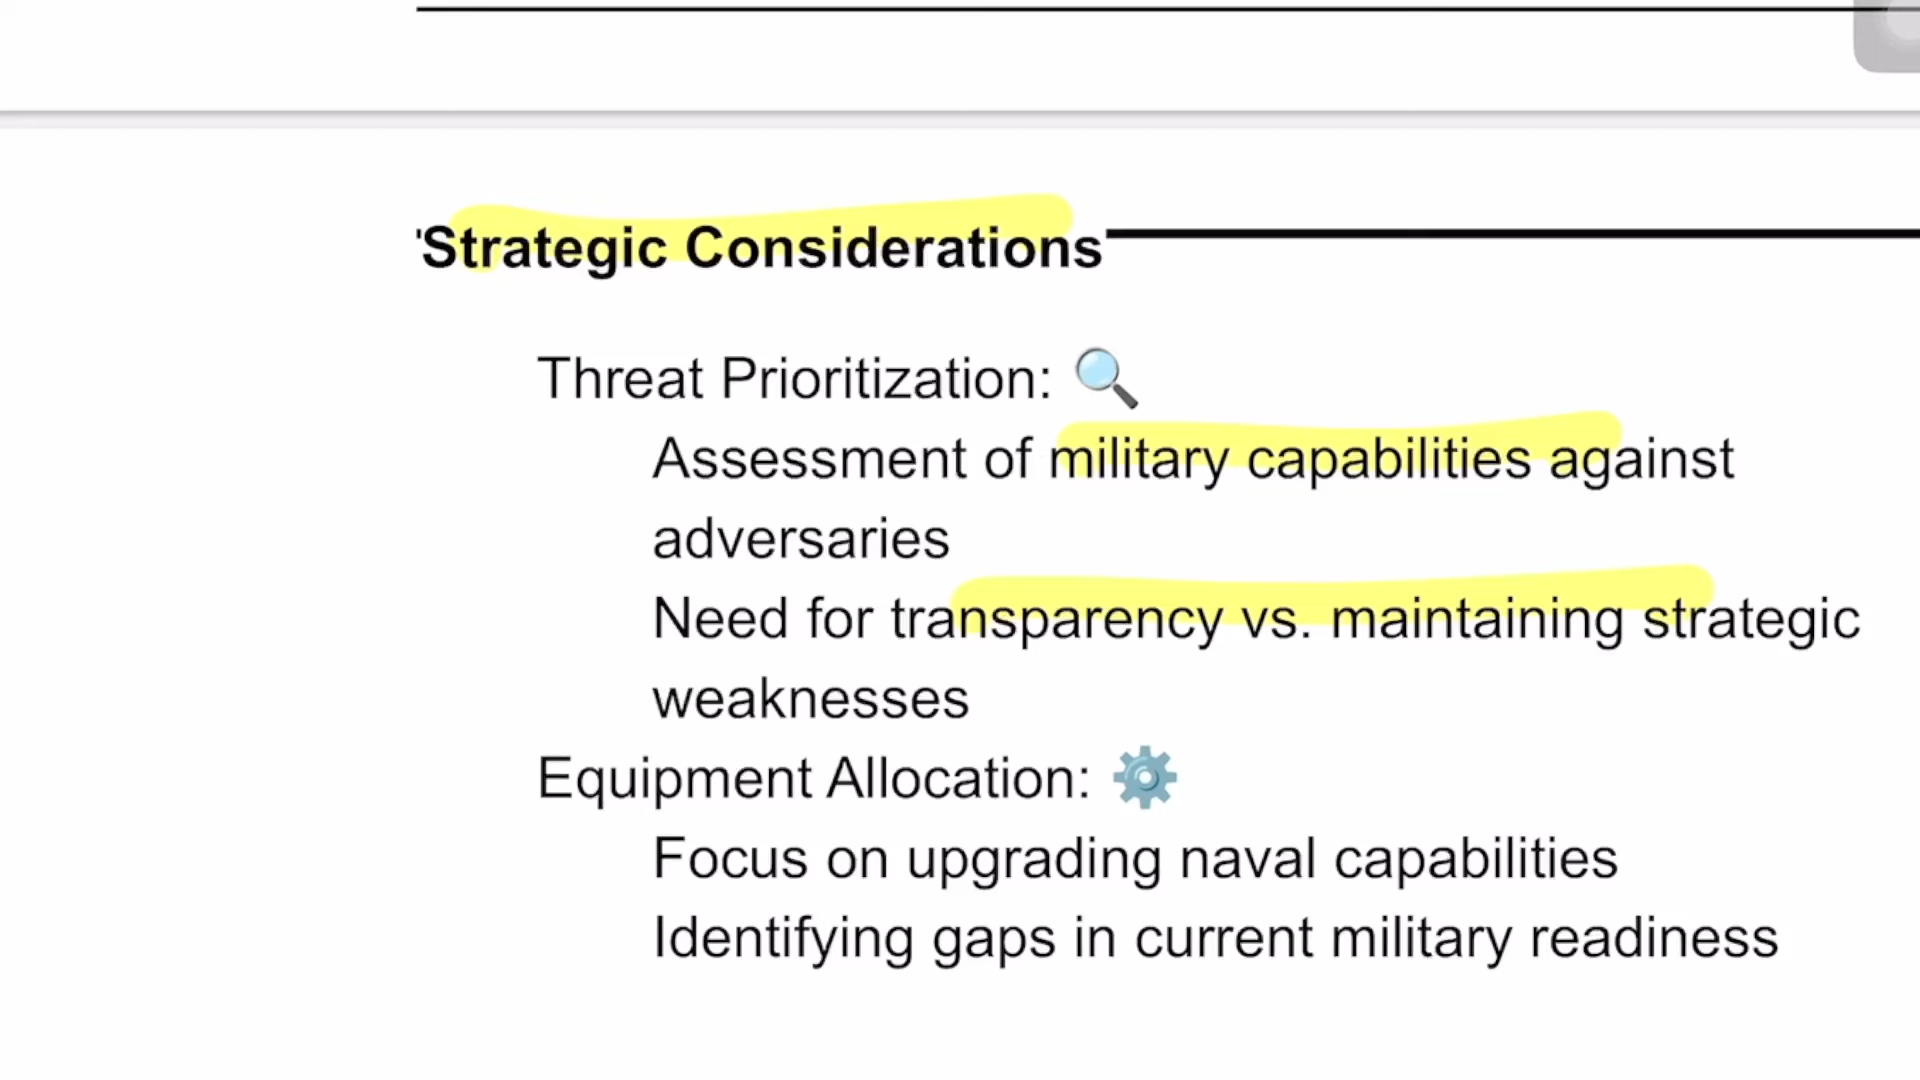 'Strategic Considerations
Threat Prioritization: 🔍
Assessment of military capabilities against
adversaries
Need for transparency vs. maintaining strategic
weaknesses
Equipment Allocation: ⚙️
Focus on upgrading naval capabilities
Identifying gaps in current military readiness